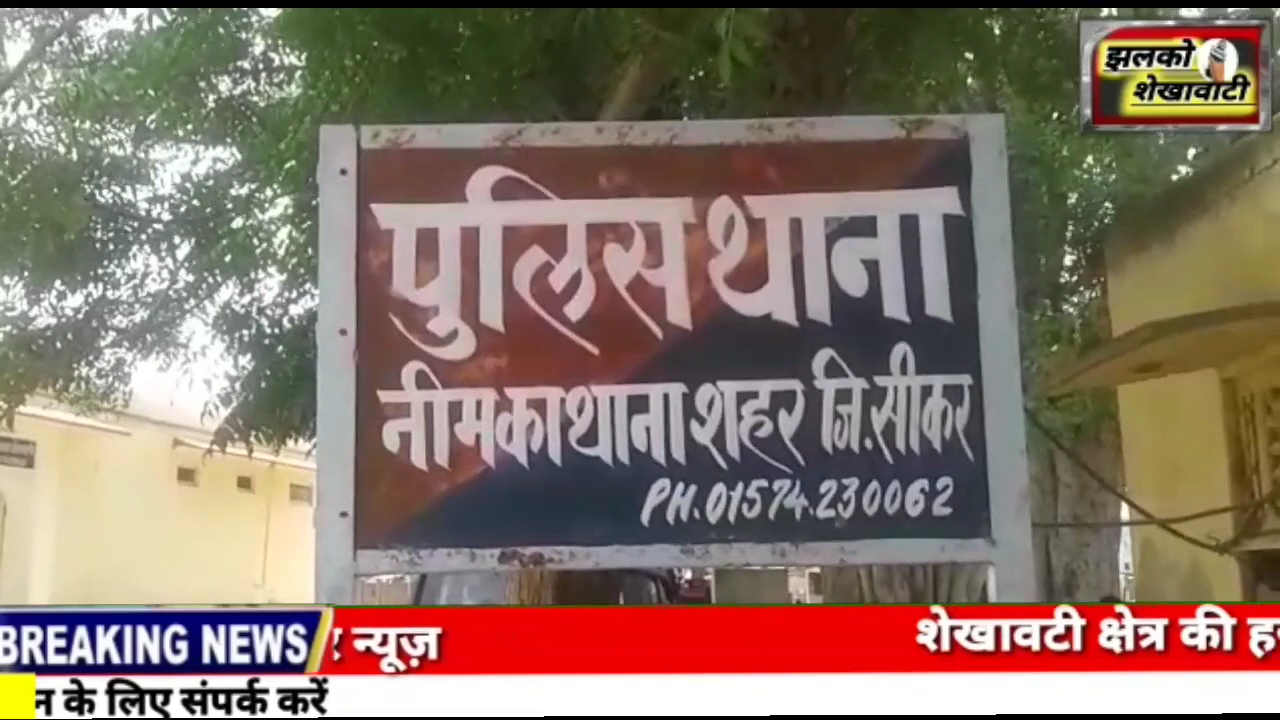 झलको
शेखावाटी
पुलिस थाना
नीमकाथाना शहर जि.सीकर
PH.01574.230062
BREAKING NEWS
न्यूज़
शेखावटी क्षेत्र की
के लिए संपर्क करें